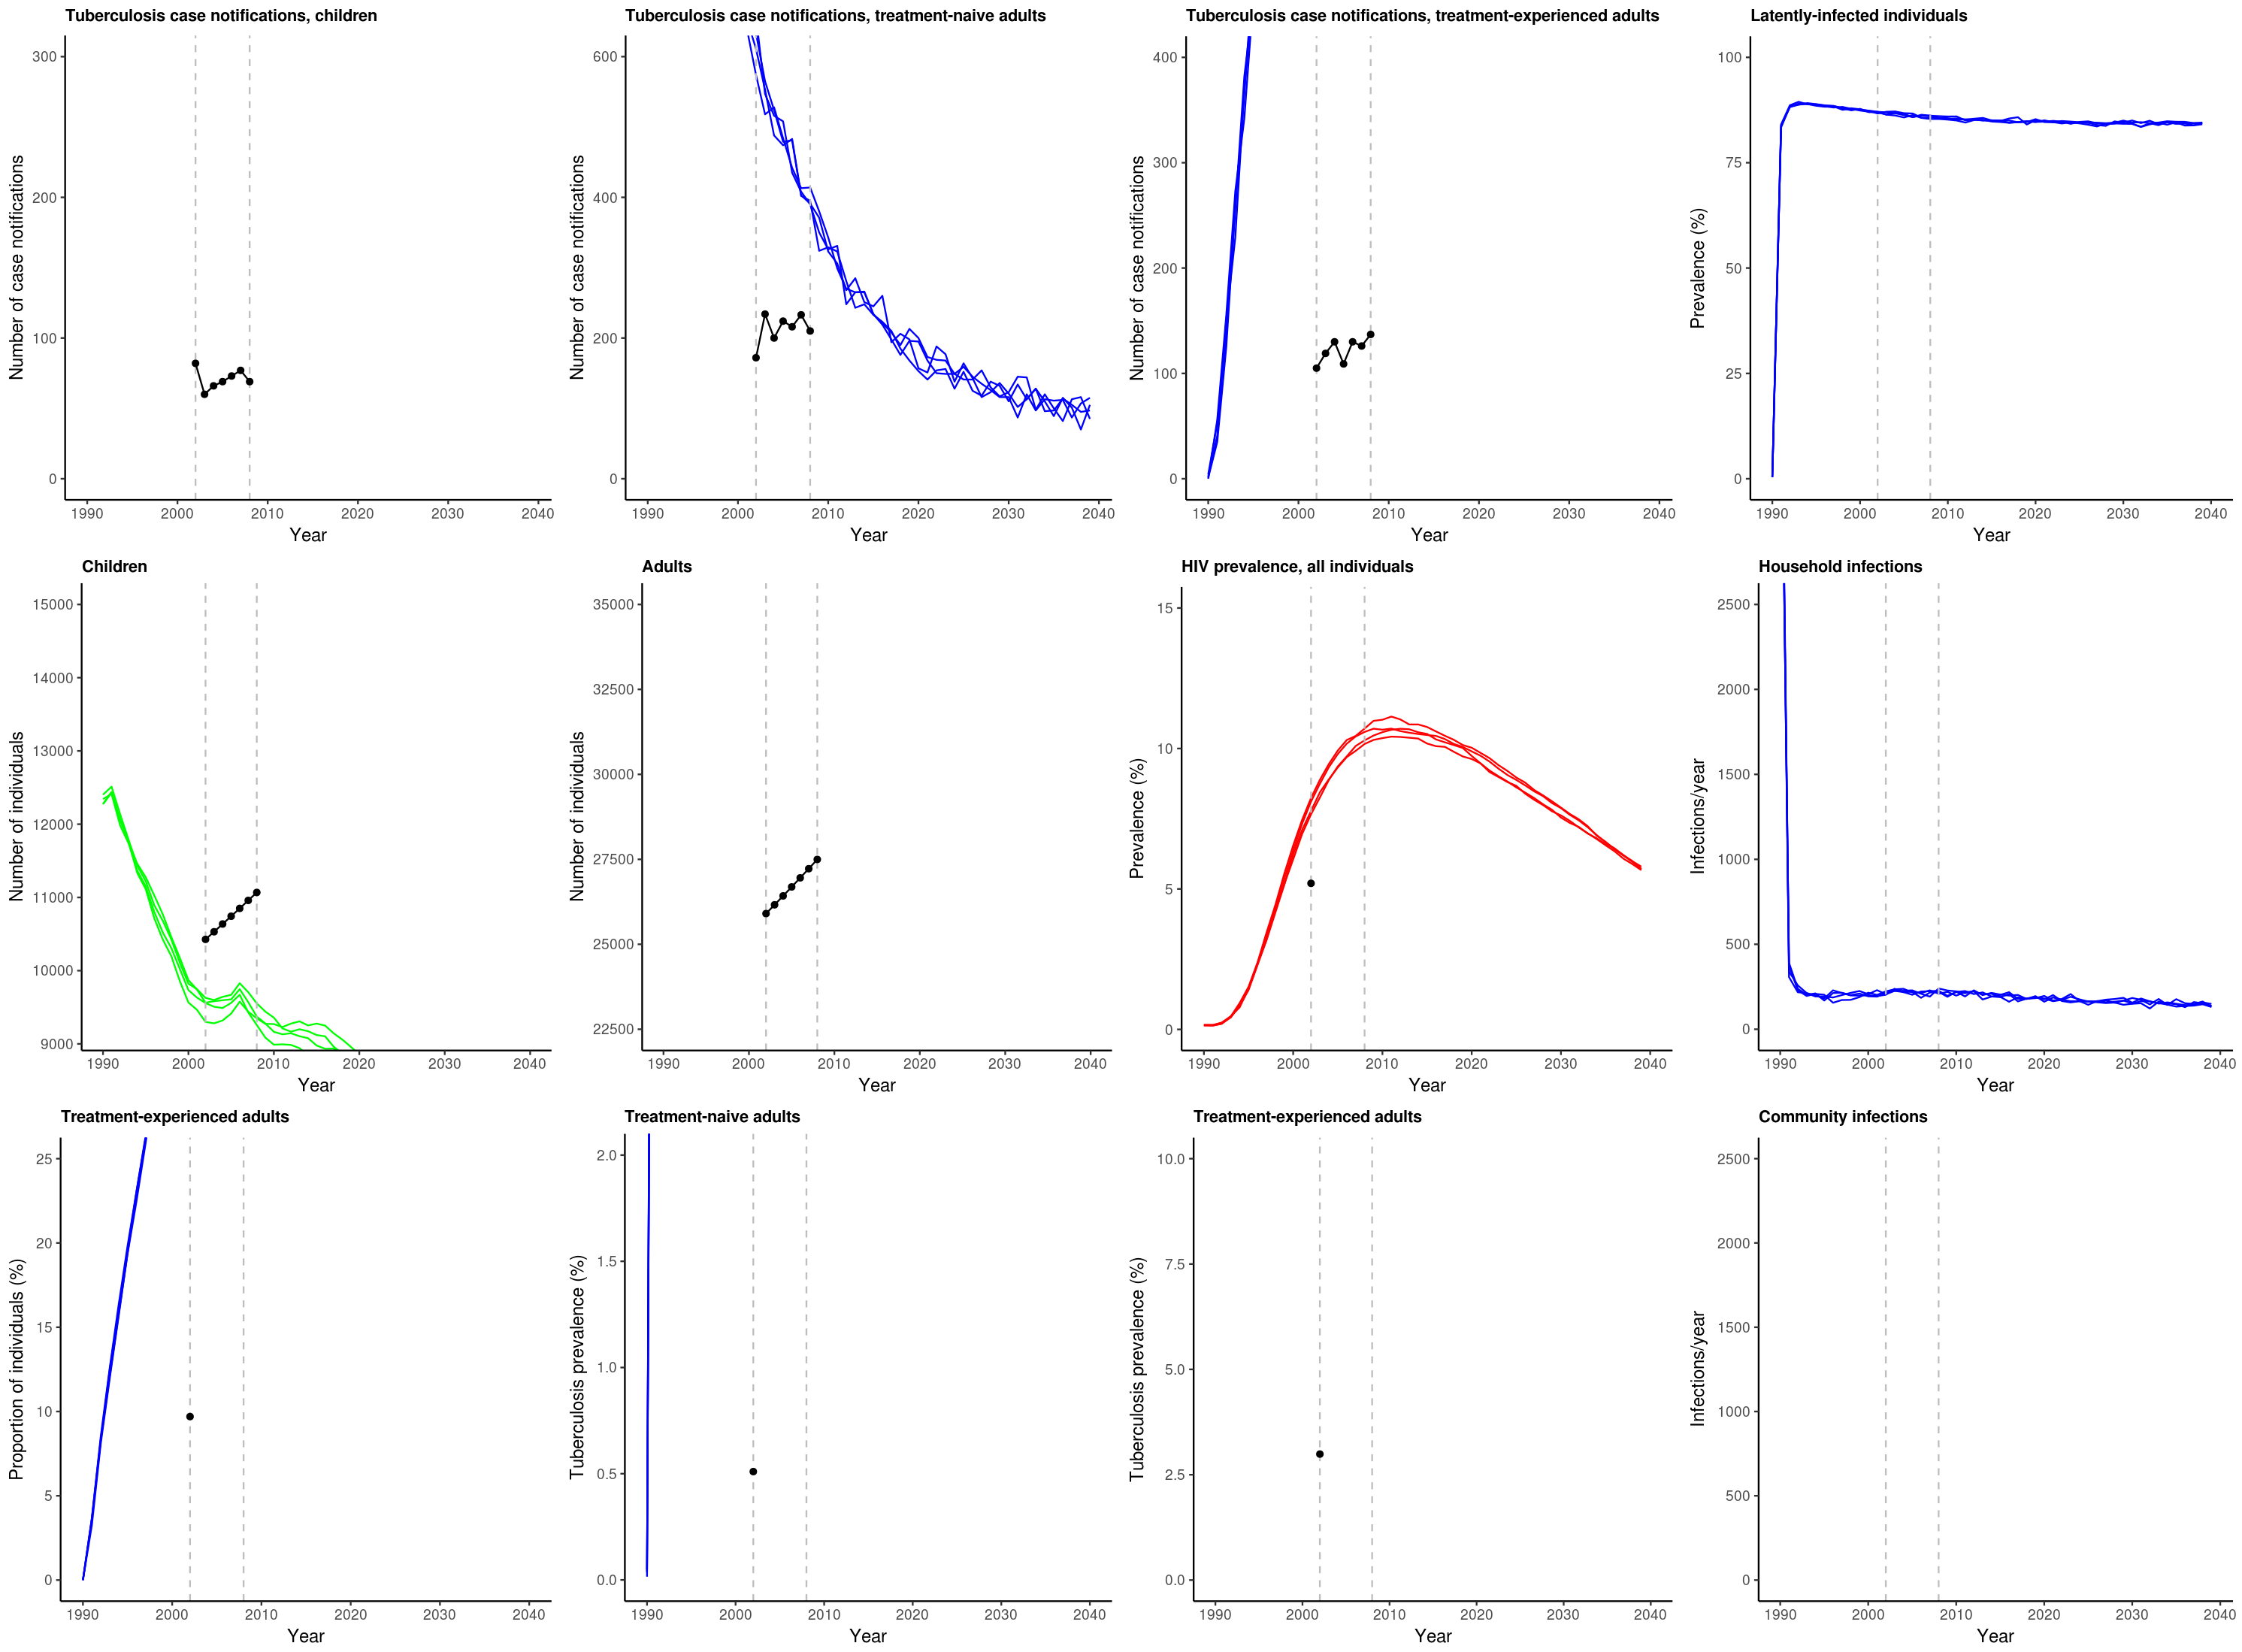 Tuberculosis case notifications, children
Number of case notifications
300
200
100
0
1990 2000 2010 2020 2030 2040
Year
Tuberculosis case notifications, treatment-naive adults
Number of case notifications
600
400
200
0
1990 2000 2010 2020 2030 2040
Year
Tuberculosis case notifications, treatment-experienced adults
Number of case notifications
400
300
200
100
0
1990 2000 2010 2020 2030 2040
Year
Latently-infected individuals
Prevalence (%)
100
75
50
25
0
1990 2000 2010 2020 2030 2040
Year
Children
Number of individuals
15000
14000
13000
12000
11000
10000
9000
1990 2000 2010 2020 2030 2040
Year
Adults
Number of individuals
35000
32500
30000
27500
25000
22500
1990 2000 2010 2020 2030 2040
Year
HIV prevalence, all individuals
Prevalence (%)
15
10
5
0
1990 2000 2010 2020 2030 2040
Year
Household infections
Infections/year
2500
2000
1500
1000
500
0
1990 2000 2010 2020 2030 2040
Year
Treatment-experienced adults
Proportion of individuals (%)
25
20
15
10
5
0
1990 2000 2010 2020 2030 2040
Year
Treatment-naive adults
Tuberculosis prevalence (%)
2.0
1.5
1.0
0.5
0.0
1990 2000 2010 2020 2030 2040
Year
Treatment-experienced adults
Tuberculosis prevalence (%)
10.0
7.5
5.0
2.5
0.0
1990 2000 2010 2020 2030 2040
Year
Community infections
Infections/year
2500
2000
1500
1000
500
0
1990 2000 2010 2020 2030 2040
Year